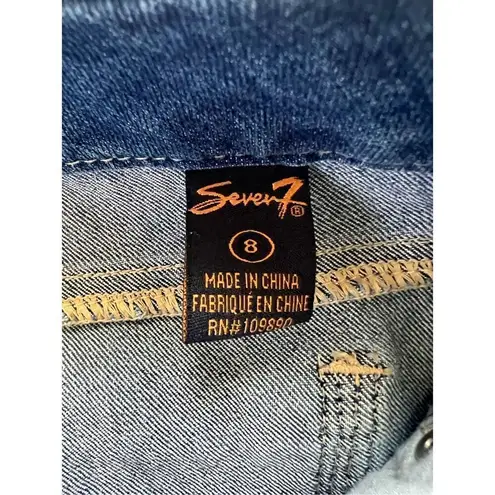 Seven7®
8
MADE IN CHINA
FABRIQUÉ EN CHINE
RN#109890